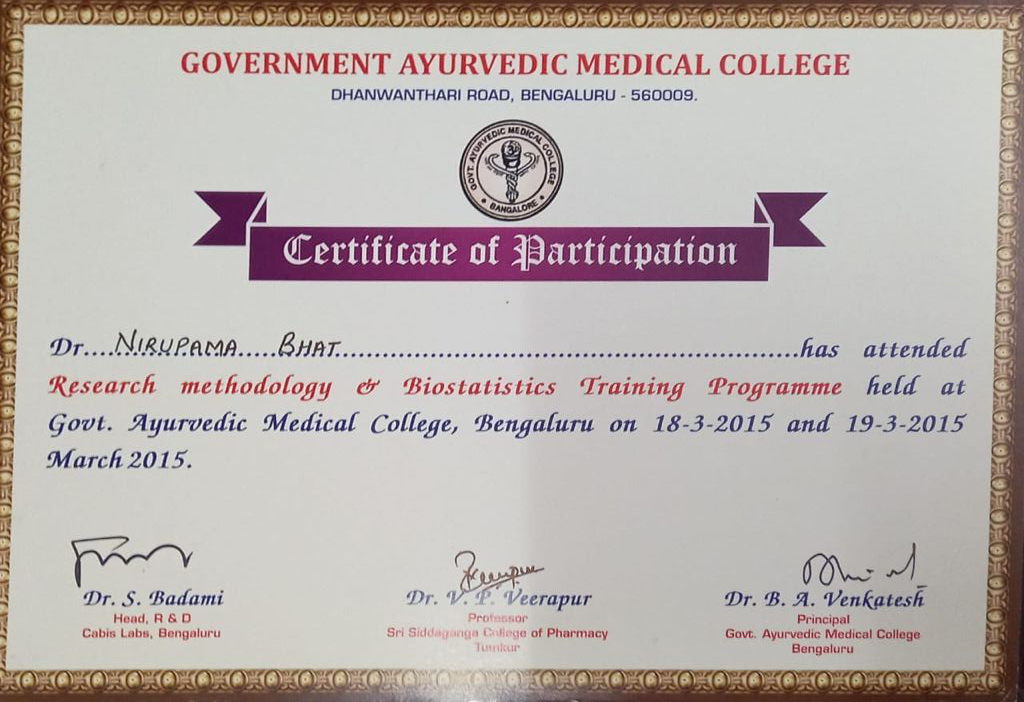 GOVERNMENT AYURVEDIC MEDICAL COLLEGE
DHANWANTHARI ROAD, BENGALURU - 560009.
GOVT. AYURVEDIC MEDICAL COLLEGE
BANGALORE
Certificate of Participation
Dr....NIRUPAMA.....BHAT...............................................................has attended
Research methodology & Biostatistics Training Programme held at
Govt. Ayurvedic Medical College, Bengaluru on 18-3-2015 and 19-3-2015
March 2015.
Dr. S. Badami
Head, R & D
Cabis Labs, Bengaluru
Dr. V. P. Veerapur
Professor
Sri Siddaganga College of Pharmacy
Tumkur
Dr. B. A. Venkatesh
Principal
Govt. Ayurvedic Medical College
Bengaluru